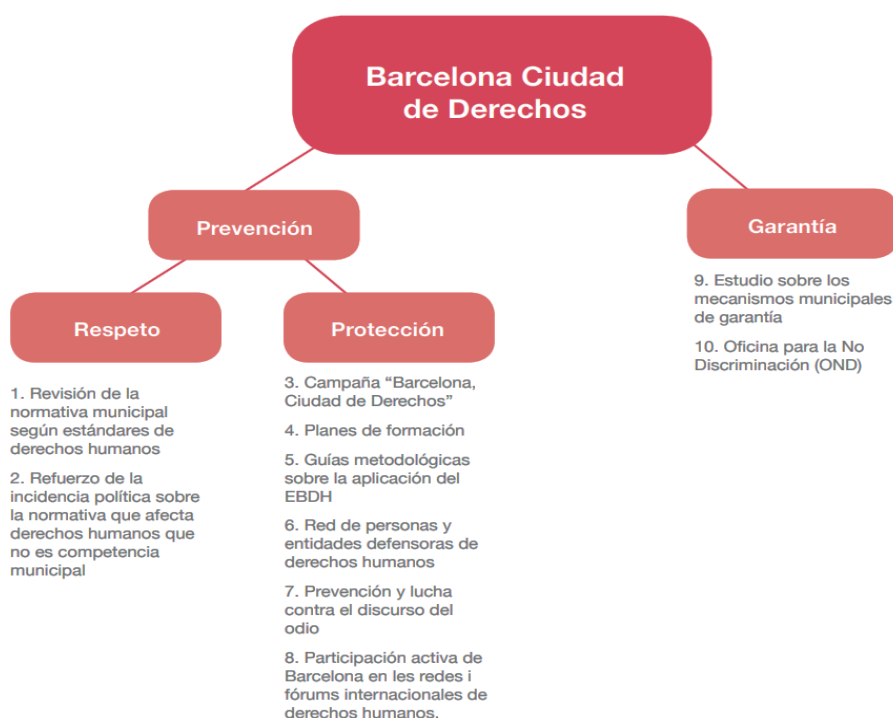 Barcelona Ciudad
de Derechos
Prevención
Garantía
Respeto
Protección
1. Revisión de la
normativa municipal
según estándares de
derechos humanos
2. Refuerzo de la
incidencia política sobre
la normativa que afecta
derechos humanos que
no es competencia
municipal
3. Campaña “Barcelona,
Ciudad de Derechos”
4. Planes de formación
5. Guías metodológicas
sobre la aplicación del
EBDH
6. Red de personas y
entidades defensoras de
derechos humanos
7. Prevención y lucha
contra el discurso del
odio
8. Participación activa de
Barcelona en les redes i
fórums internacionales de
derechos humanos.
9. Estudio sobre los
mecanismos municipales
de garantía
10. Oficina para la No
Discriminación (OND)